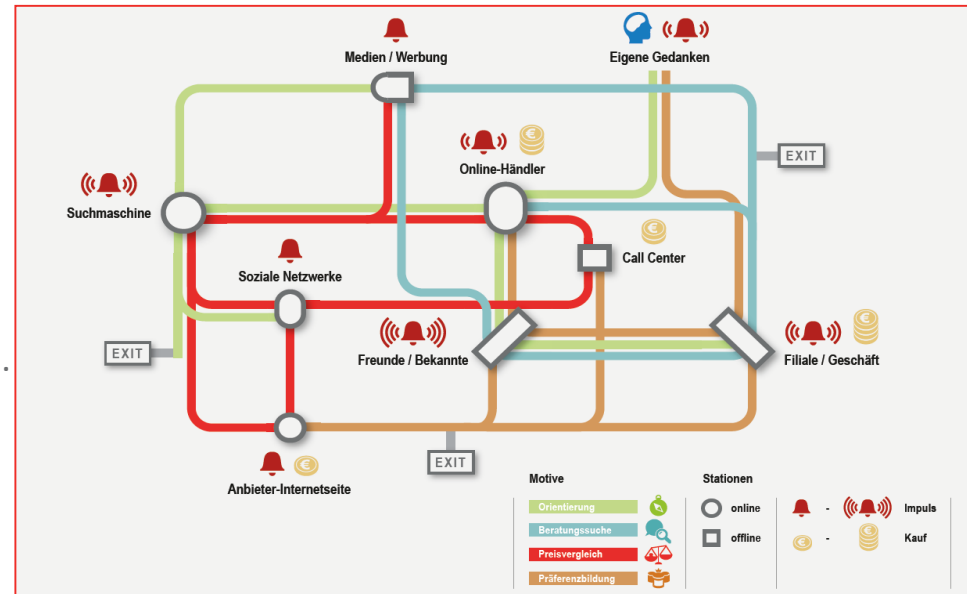 Medien / Werbung
Eigene Gedanken
Online-Händler
EXIT
Suchmaschine
Call Center
Soziale Netzwerke
EXIT
Freunde / Bekannte
Filiale / Geschäft
EXIT
Anbieter-Internetseite
Motive
Stationen
Orientierung
online
- Impuls
Beratungssuche
offline
- Kauf
Preisvergleich
Präferenzbildung